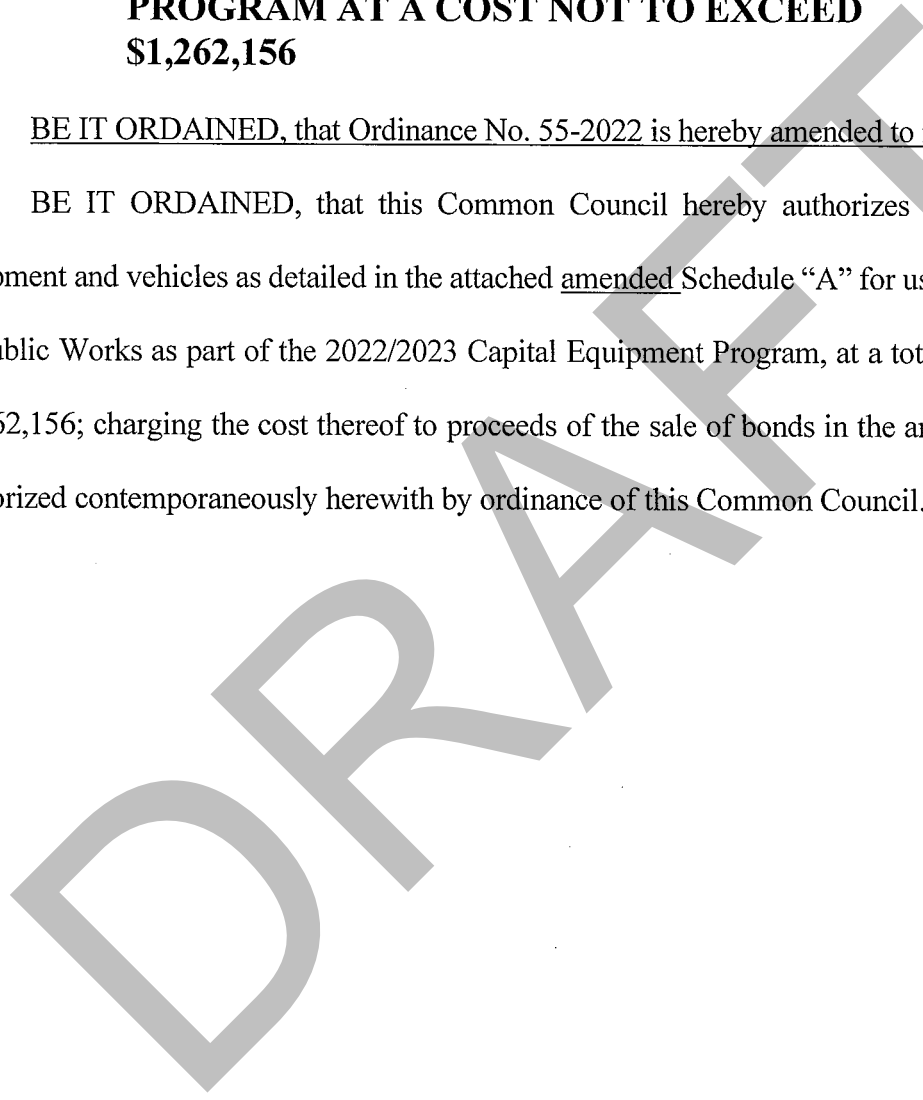 PROGRAM AT A COST NOT TO EXCEED
$1,262,156
BE IT ORDAINED, that Ordinance No. 55-2022 is hereby amended to
BE IT ORDAINED, that this Common Council hereby authorizes
pment and vehicles as detailed in the attached amended Schedule “A” for us
ublic Works as part of the 2022/2023 Capital Equipment Program, at a tot
62,156; charging the cost thereof to proceeds of the sale of bonds in the a
orized contemporaneously herewith by ordinance of this Common Council.
DRAFT